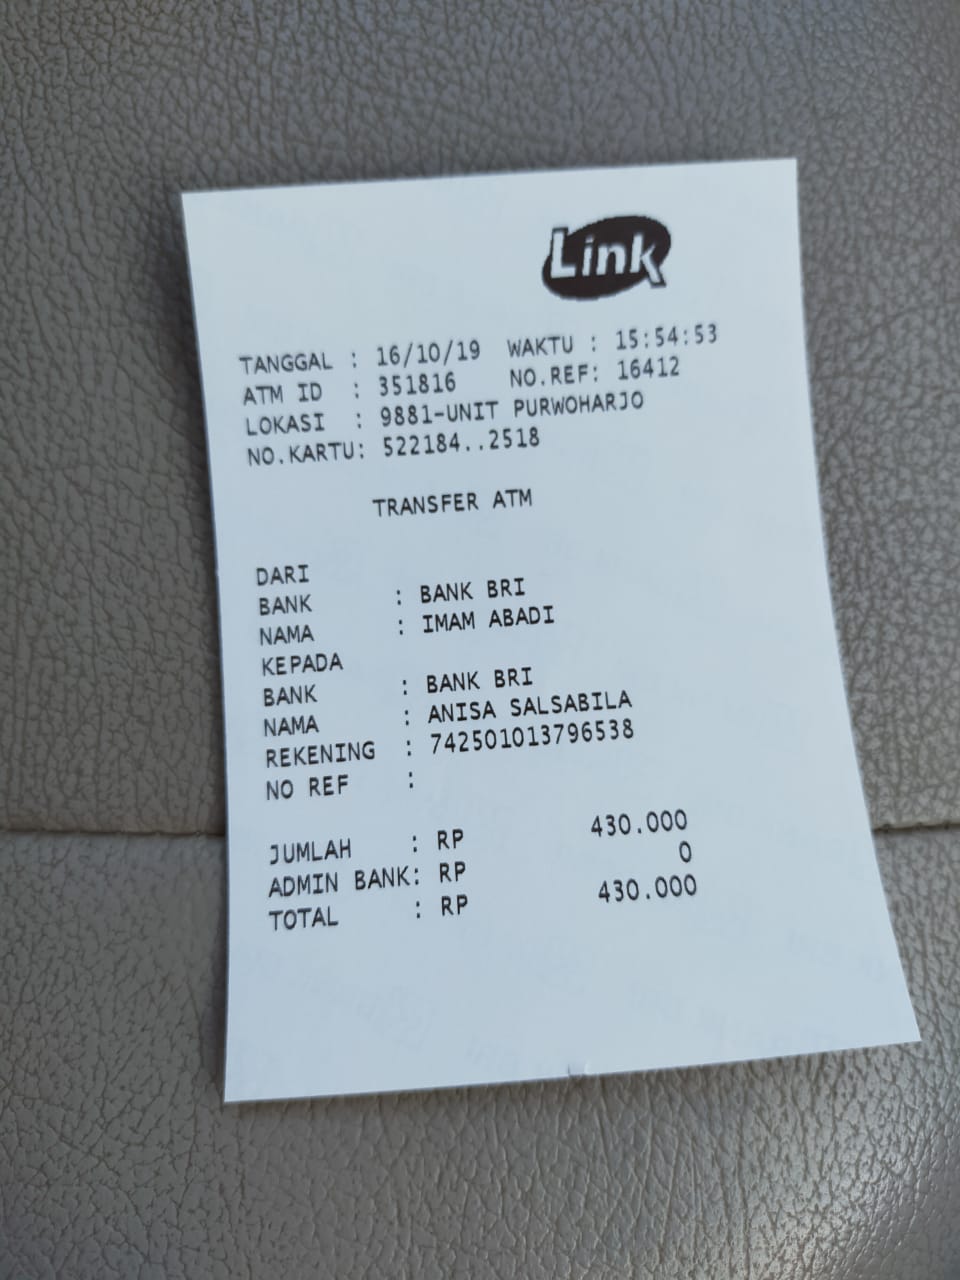 Link
TANGGAL : 16/10/19 WAKTU : 15:54:53
ATM ID : 351816 NO.REF: 16412
LOKASI : 9881-UNIT PURWOHARJO
NO.KARTU: 522184..2518
TRANSFER ATM
DARI
BANK : BANK BRI
NAMA : IMAM ABADI
KEPADA
BANK : BANK BRI
NAMA : ANISA SALSABILA
REKENING : 742501013796538
NO REF :
JUMLAH : RP 430.000
ADMIN BANK: RP 0
TOTAL : RP 430.000